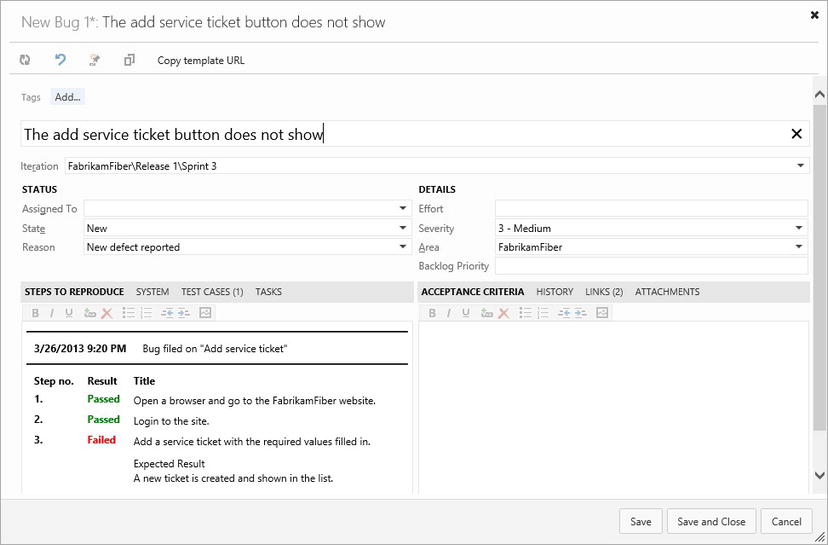 New Bug 1*: The add service ticket button does not show
Copy template URL
Tags Add...
The add service ticket button does not show
Iteration FabrikamFiber\Release 1\Sprint 3
STATUS
Assigned To
State New
Reason New defect reported
DETAILS
Effort
Severity 3 - Medium
Area FabrikamFiber
Backlog Priority
STEPS TO REPRODUCE SYSTEM TEST CASES (1) TASKS
B I U
3/26/2013 9:20 PM Bug filed on "Add service ticket"
Step no. Result Title
1. Passed Open a browser and go to the FabrikamFiber website.
2. Passed Login to the site.
3. Failed Add a service ticket with the required values filled in.
Expected Result
A new ticket is created and shown in the list.
ACCEPTANCE CRITERIA HISTORY LINKS (2) ATTACHMENTS
B I U
Save Save and Close Cancel